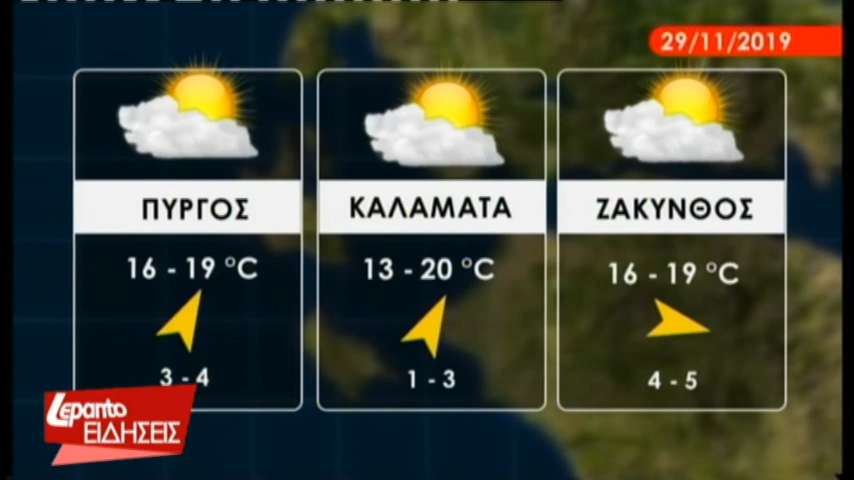 29/11/2019
ΠΥΡΓΟΣ
ΚΑΛΑΜΑΤΑ
ΖΑΚΥΝΘΟΣ
16 - 19 °C
13 - 20 °C
16 - 19 °C
3 - 4
1 - 3
4 - 5
Lepanto
ΕΙΔΗΣΕΙΣ